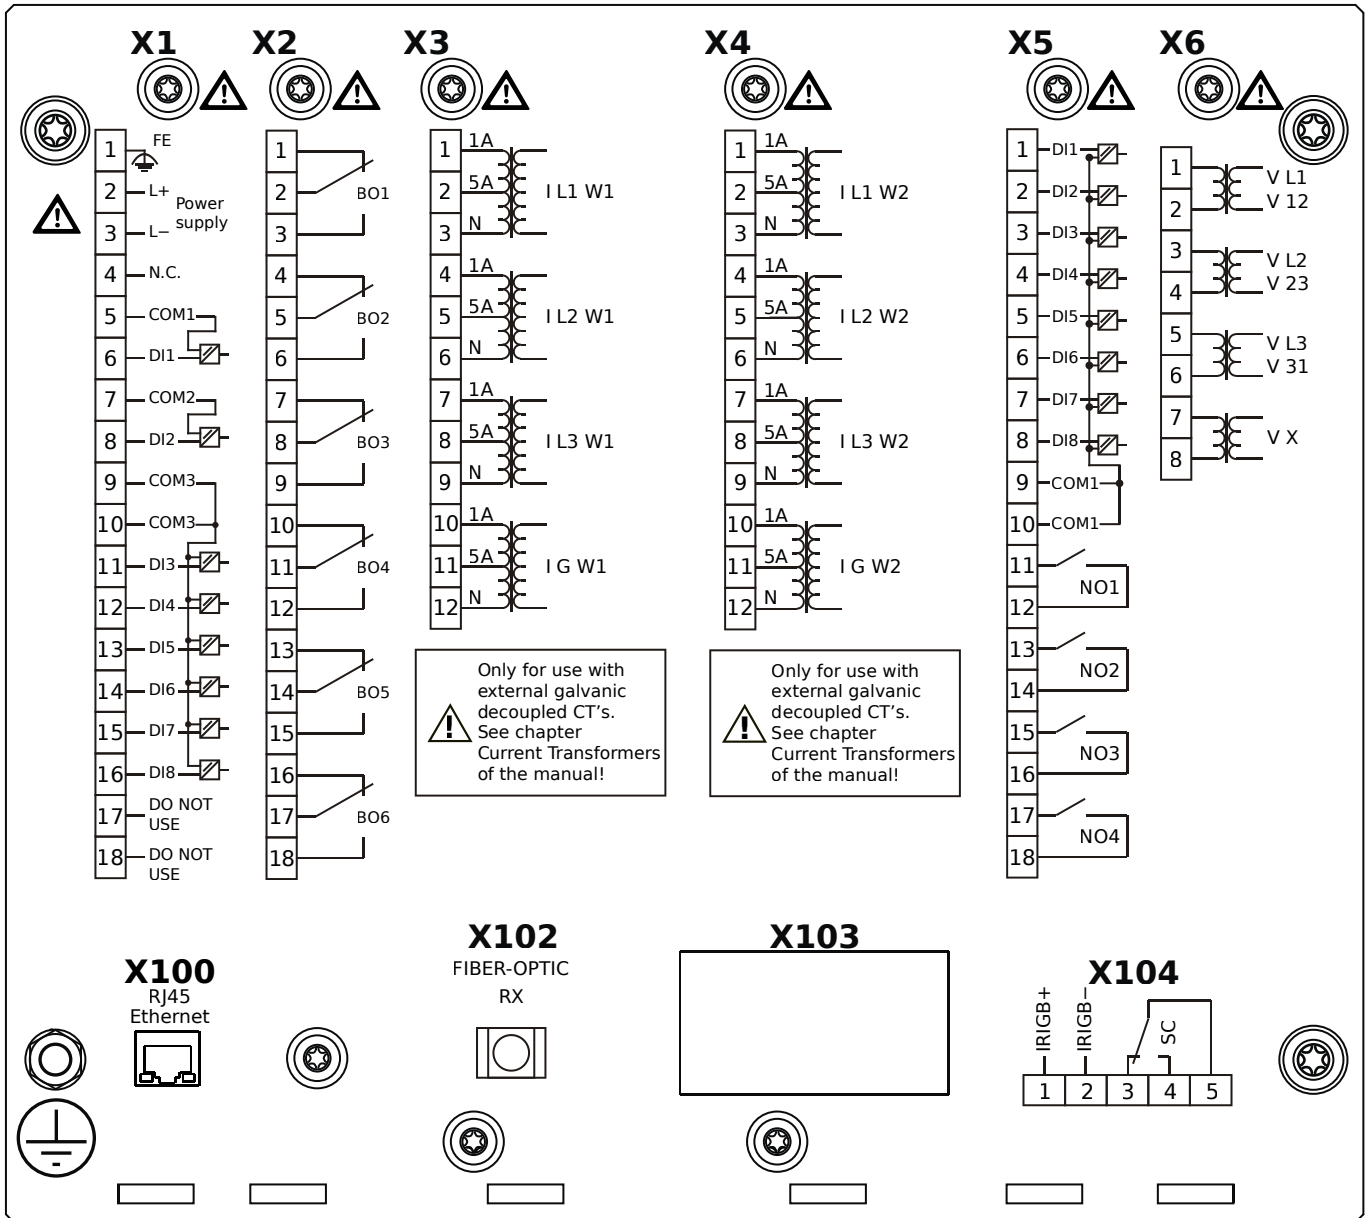 X1
X2
X3
X4
X5
X6
1
FE
2
L+
Power
supply
3
L−
4
N.C.
5
COM1
6
DI1
7
COM2
8
DI2
9
COM3
10
COM3
11
DI3
12
DI4
13
DI5
14
DI6
15
DI7
16
DI8
17
DO NOT
USE
18
DO NOT
USE
1
2
BO1
3
4
5
BO2
6
7
8
BO3
9
10
11
BO4
12
13
14
BO5
15
16
17
BO6
18
1
1A
2
5A
I L1 W1
3
N
4
1A
5
5A
I L2 W1
6
N
7
1A
8
5A
I L3 W1
9
N
10
1A
11
5A
I G W1
12
N
Only for use with
external galvanic
decoupled CT's.
See chapter
Current Transformers
of the manual!
1
1A
2
5A
I L1 W2
3
N
4
1A
5
5A
I L2 W2
6
N
7
1A
8
5A
I L3 W2
9
N
10
1A
11
5A
I G W2
12
N
Only for use with
external galvanic
decoupled CT's.
See chapter
Current Transformers
of the manual!
1
DI1
2
DI2
3
DI3
4
DI4
5
DI5
6
DI6
7
DI7
8
DI8
9
COM1
10
COM1
11
NO1
12
13
NO2
14
15
NO3
16
17
NO4
18
1
V L1
2
V 12
3
V L2
4
V 23
5
V L3
6
V 31
7
V X
8
X100
RJ45
Ethernet
X102
FIBER-OPTIC
RX
X103
X104
IRIGB+
IRIGB−
SC
1
2
3
4
5